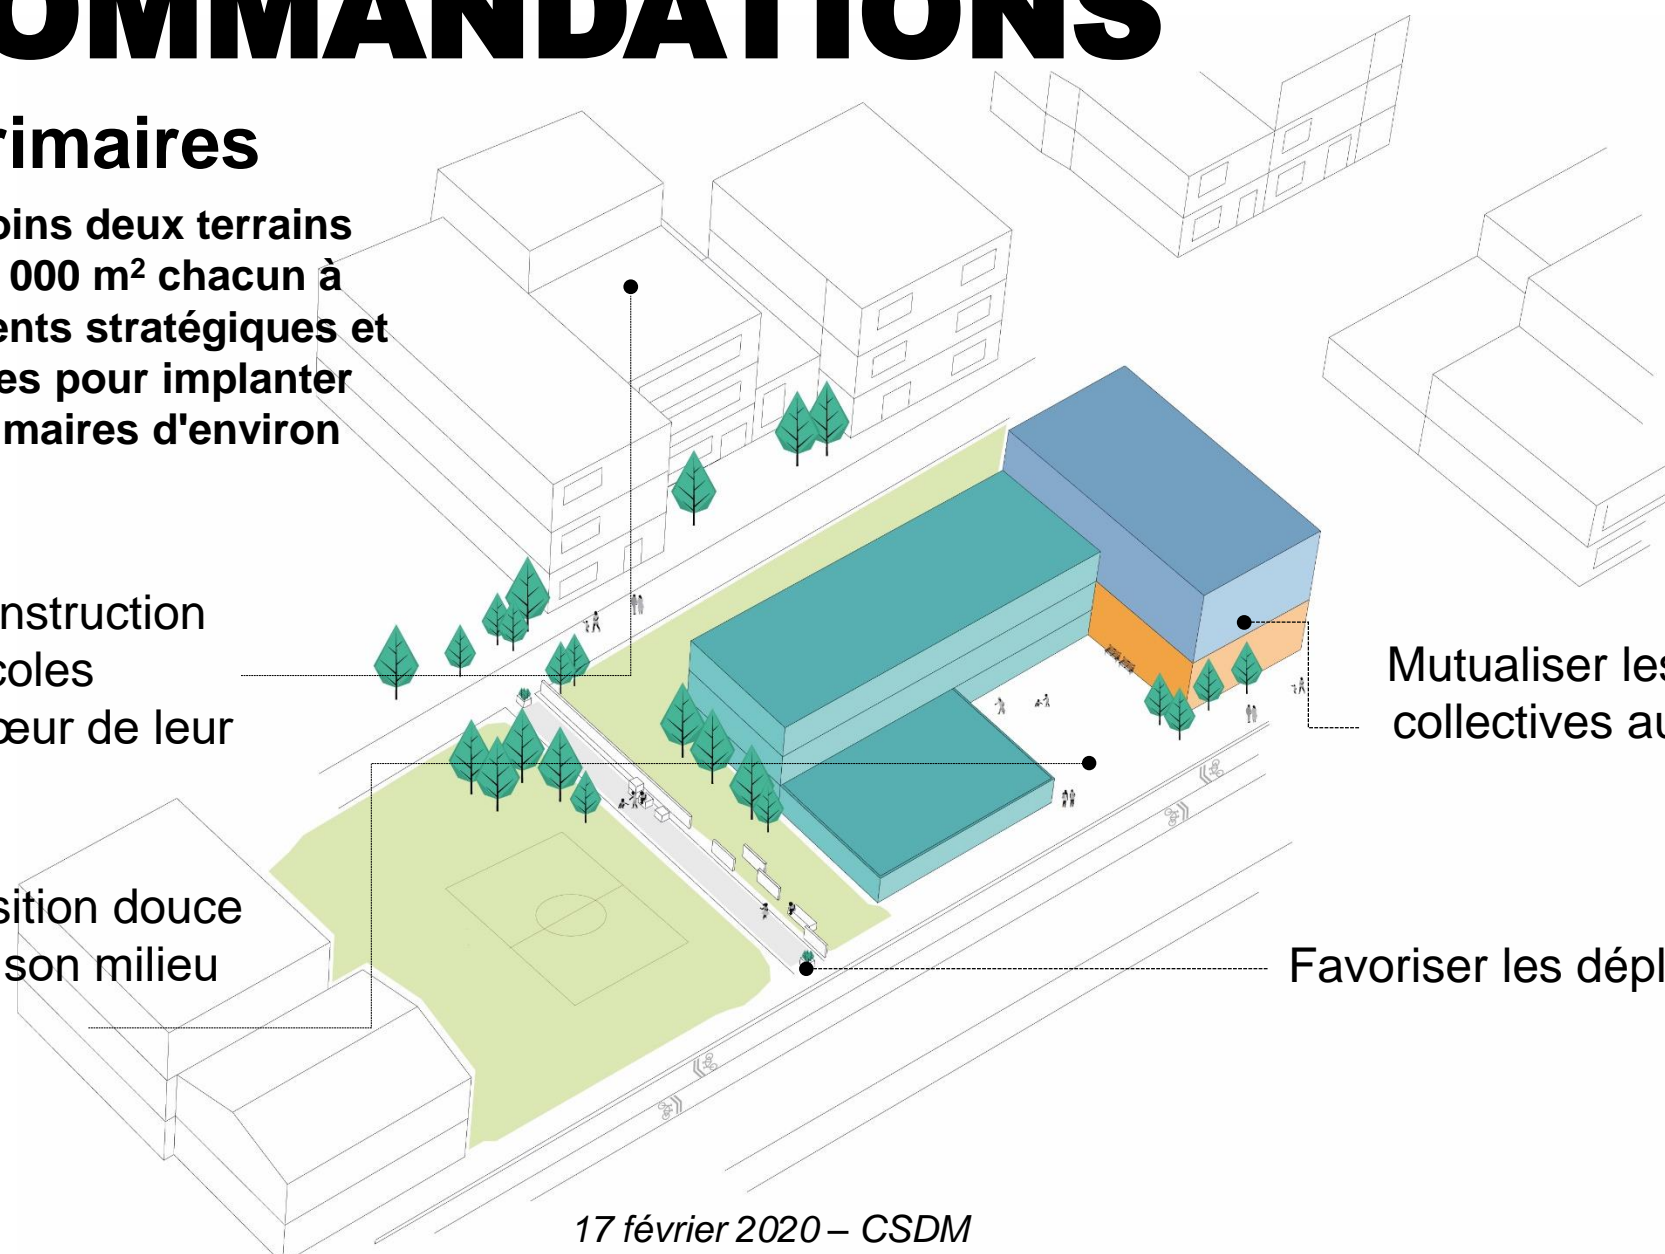 OMMANDATIONS
rimaires
oins deux terrains
000 m² chacun à
ents stratégiques et
es pour implanter
maires d'environ
nstruction
coles
œur de leur
Mutualiser les
collectives au
sition douce
son milieu
Favoriser les dépl
17 février 2020 – CSDM